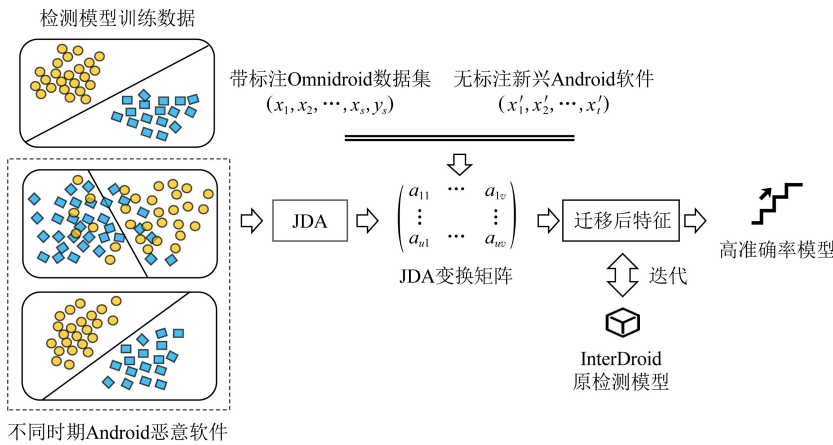 检测模型训练数据
带标注Omnidroid数据集
(x₁, x₂, ⋯, xₛ, yₛ)
无标注新兴Android软件
(x′₁, x′₂, ⋯, x′ₜ)
JDA
a₁₁ ⋯ a₁ᵥ
⋮ ⋮
aᵤ₁ ⋯ aᵤᵥ
JDA变换矩阵
迁移后特征
高准确率模型
迭代
InterDroid
原检测模型
不同时期Android恶意软件